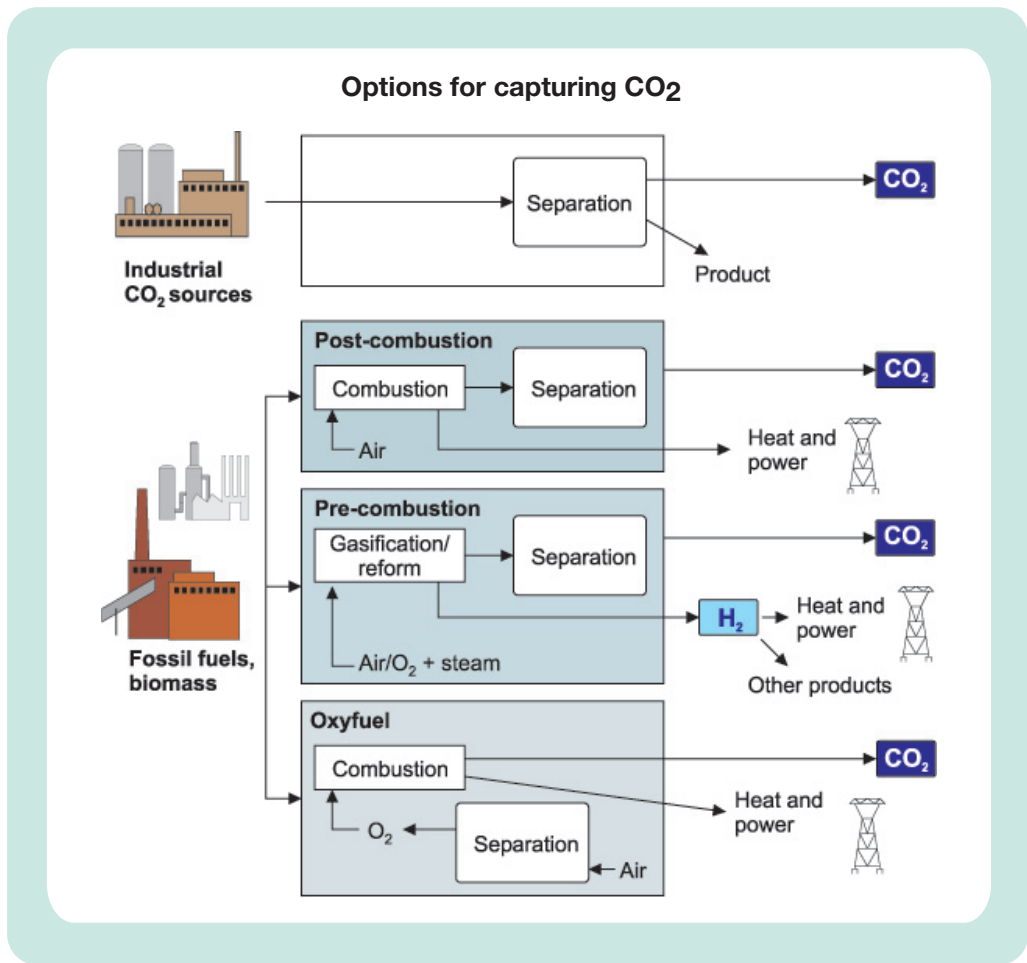 Options for capturing CO2
Separation
CO₂
Product
Industrial
CO₂ sources
Post-combustion
Combustion
Separation
CO₂
Air
Heat and
power
Pre-combustion
Gasification/
reform
Separation
CO₂
H₂
Heat and
power
Air/O₂ + steam
Other products
Fossil fuels,
biomass
Oxyfuel
Combustion
CO₂
Heat and
power
O₂
Separation
Air